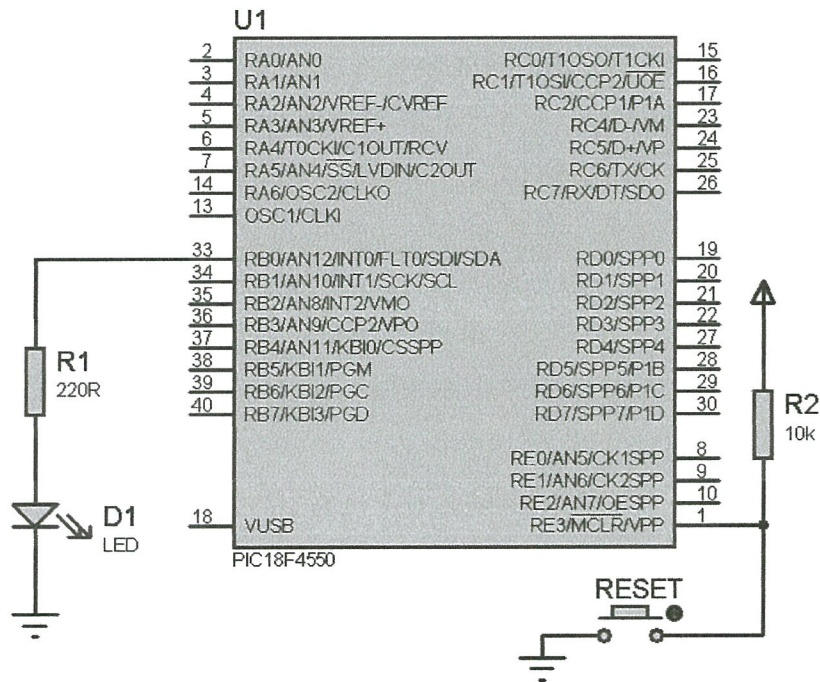 U1
2 RA0/AN0
3 RA1/AN1
4 RA2/AN2/VREF-/CVREF
5 RA3/AN3/VREF+
6 RA4/T0CKI/C1OUT/RCV
7 RA5/AN4/SS/LVDIN/C2OUT
14 RA6/OSC2/CLKO
13 OSC1/CLKI
33 RB0/AN12/INT0/FLT0/SDI/SDA
34 RB1/AN10/INT1/SCK/SCL
35 RB2/AN8/INT2/VMO
36 RB3/AN9/CCP2/VPO
37 RB4/AN11/KBI0/CSSPP
38 RB5/KBI1/PGM
39 RB6/KBI2/PGC
40 RB7/KBI3/PGD
18 VUSB
RC0/T1OSO/T1CKI 15
RC1/T1OSI/CCP2/UOE 16
RC2/CCP1/P1A 17
RC4/D-/VM 23
RC5/D+/VP 24
RC6/TX/CK 25
RC7/RX/DT/SDO 26
RD0/SPP0 19
RD1/SPP1 20
RD2/SPP2 21
RD3/SPP3 22
RD4/SPP4 27
RD5/SPP5/P1B 28
RD6/SPP6/P1C 29
RD7/SPP7/P1D 30
RE0/AN5/CK1SPP 8
RE1/AN6/CK2SPP 9
RE2/AN7/OESPP 10
RE3/MCLR/VPP 1
PIC18F4550
R1
220R
D1
LED
R2
10k
RESET